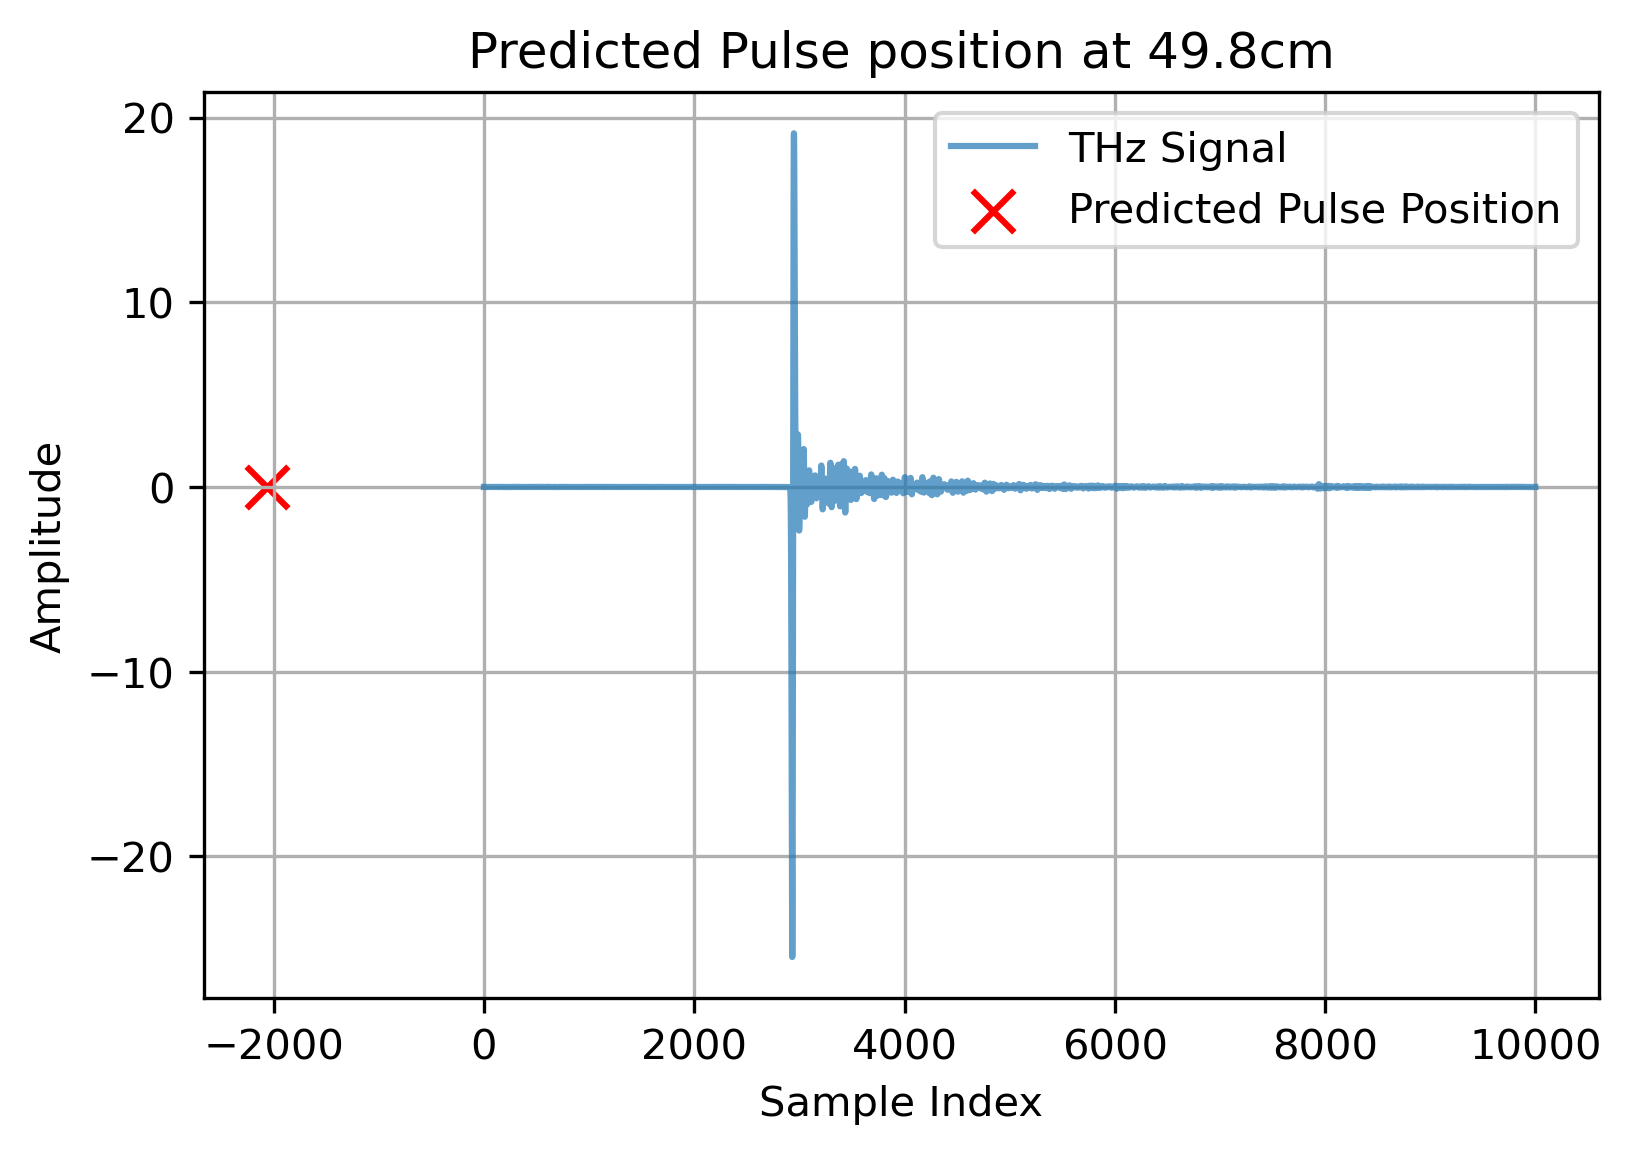 Predicted Pulse position at 49.8cm
THz Signal
Predicted Pulse Position
20
10
0
−10
−20
Amplitude
−2000 0 2000 4000 6000 8000 10000
Sample Index